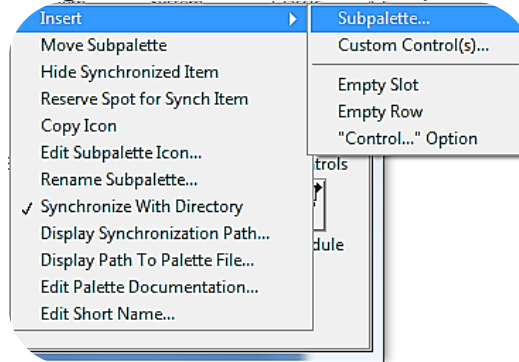 Insert
Move Subpalette
Hide Synchronized Item
Reserve Spot for Synch Item
Copy Icon
Edit Subpalette Icon...
Rename Subpalette...
Synchronize With Directory
Display Synchronization Path...
Display Path To Palette File...
Edit Palette Documentation...
Edit Short Name...
Subpalette...
Custom Control(s)...
Empty Slot
Empty Row
"Control..." Option
trols
dule